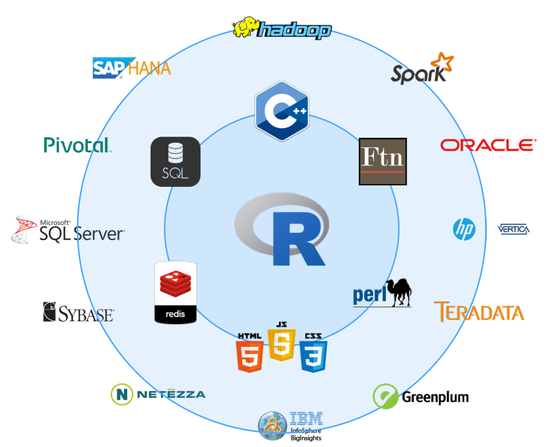 hadoop
SAP HANA
Spark
C++
Pivotal
SQL
Ftn
ORACLE
Microsoft
SQL Server
R
hp
VERTICA
SYBASE
redis
perl
TERADATA
HTML JS CSS
5 5 3
NETEZZA
Greenplum
IBM
InfoSphere
BigInsights